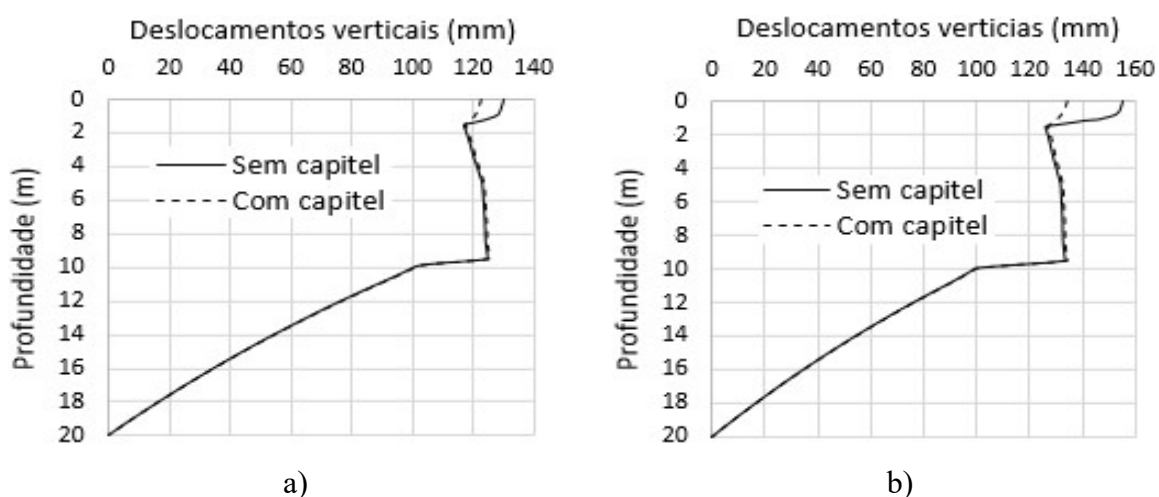 Deslocamentos verticais (mm)
0 20 40 60 80 100 120 140
0
2
4
6
8
10
12
14
16
18
20
Profundidade (m)
Sem capitel
Com capitel
a)
Deslocamentos verticias (mm)
0 20 40 60 80 100 120 140 160
0
2
4
6
8
10
12
14
16
18
20
Profundidade (m)
Sem capitel
Com capitel
b)